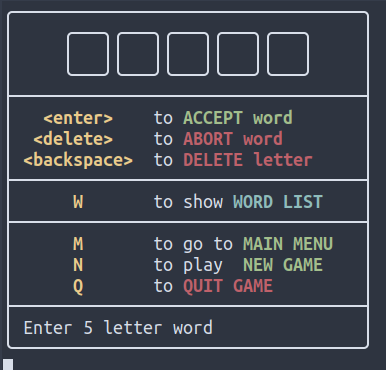 <enter> to ACCEPT word
<delete> to ABORT word
<backspace> to DELETE letter
W to show WORD LIST
M to go to MAIN MENU
N to play NEW GAME
Q to QUIT GAME
Enter 5 letter word